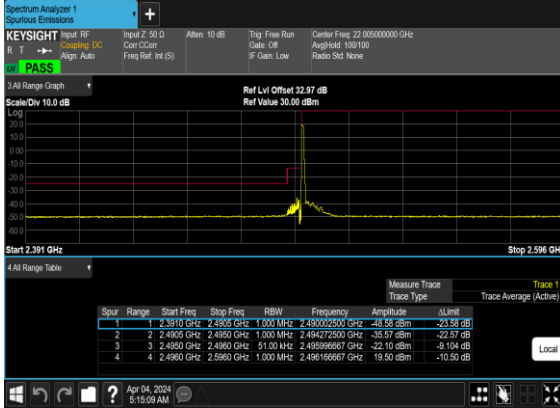 Spectrum Analyzer 1
Spurious Emissions
+
KEYSIGHT
R T
PASS
Input: RF
Coupling: DC
Align: Auto
Input Z: 50 Ω
Corr CCorr
Freq Ref: Int (S)
Atten: 10 dB
Trig: Free Run
Gate: Off
IF Gain: Low
Center Freq: 22.005000000 GHz
Avg|Hold: 100/100
Radio Std: None
3 All Range Graph
Scale/Div 10.0 dB
Ref Lvl Offset 32.97 dB
Ref Value 30.00 dBm
Log
20.0
10.0
0.00
-10.0
-20.0
-30.0
-40.0
-50.0
-60.0
Start 2.391 GHz
Stop 2.596 GH
4 All Range Table
Measure Trace Trace 1
Trace Type Trace Average (Active)
Spur Range Start Freq Stop Freq RBW Frequency Amplitude ΔLimit
1 1 2.3910 GHz 2.4905 GHz 1.000 MHz 2.490002500 GHz -48.58 dBm -23.58 dB
2 2 2.4905 GHz 2.4950 GHz 1.000 MHz 2.494272500 GHz -35.57 dBm -22.57 dB
3 3 2.4950 GHz 2.4960 GHz 51.00 kHz 2.495996667 GHz -22.10 dBm -9.104 dB
4 4 2.4960 GHz 2.5960 GHz 1.000 MHz 2.496166667 GHz 19.50 dBm -10.50 dB
Local
?
Apr 04, 2024
5:15:09 AM